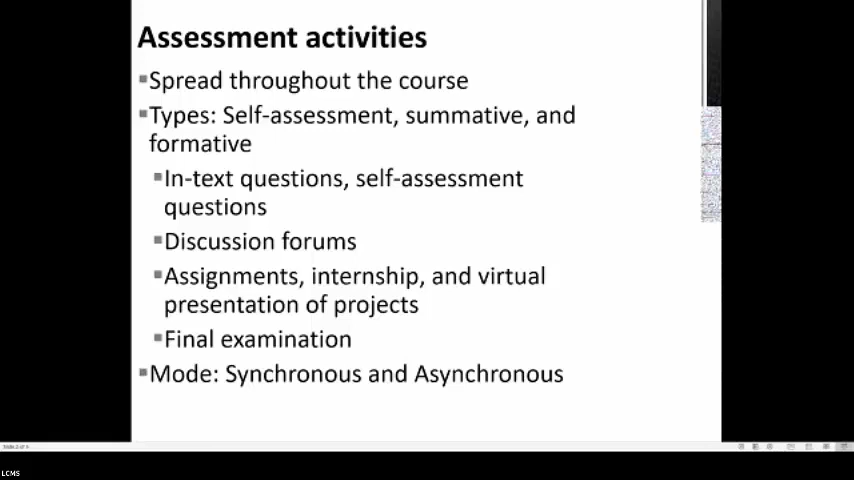 Assessment activities
▪Spread throughout the course
▪Types: Self-assessment, summative, and
formative
▪In-text questions, self-assessment
questions
▪Discussion forums
▪Assignments, internship, and virtual
presentation of projects
▪Final examination
▪Mode: Synchronous and Asynchronous
LCMS